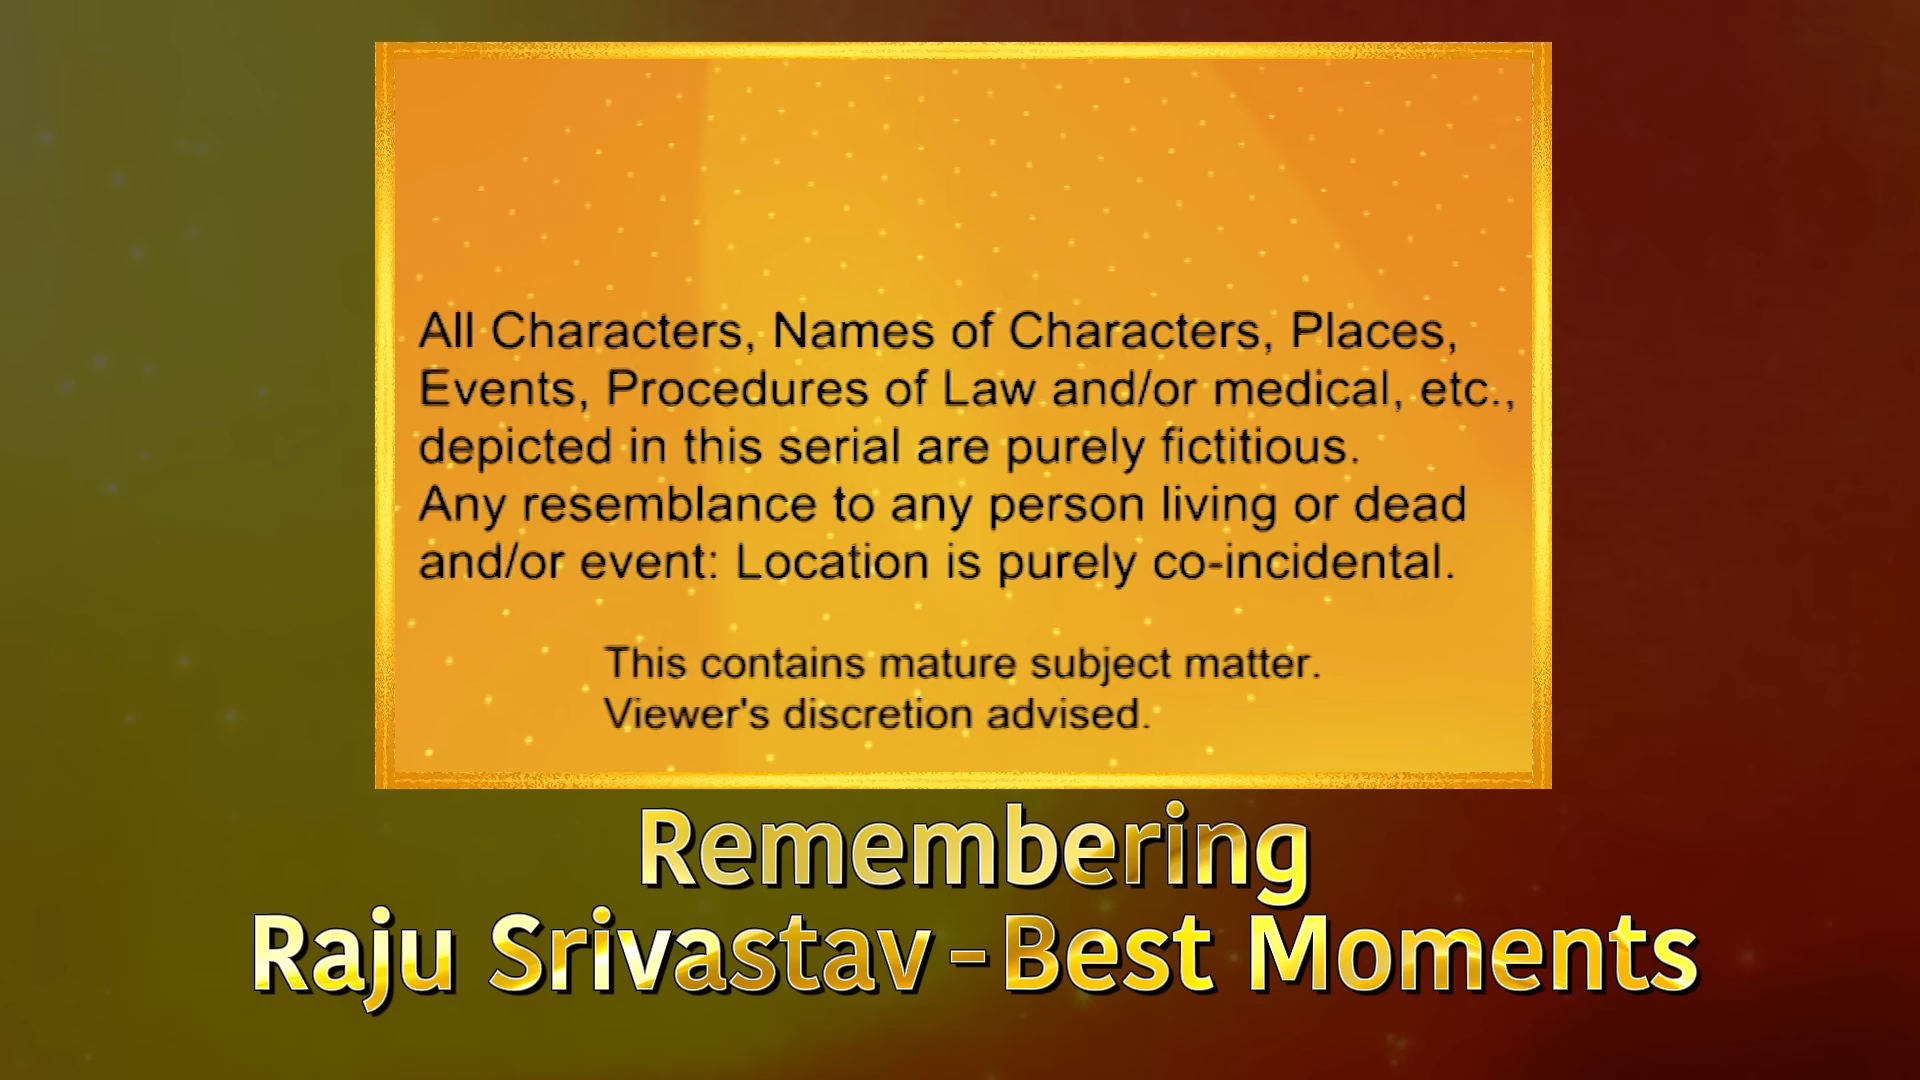 All Characters, Names of Characters, Places,
Events, Procedures of Law and/or medical, etc.,
depicted in this serial are purely fictitious.
Any resemblance to any person living or dead
and/or event: Location is purely co-incidental.
This contains mature subject matter.
Viewer's discretion advised.
Remembering
Raju Srivastav - Best Moments